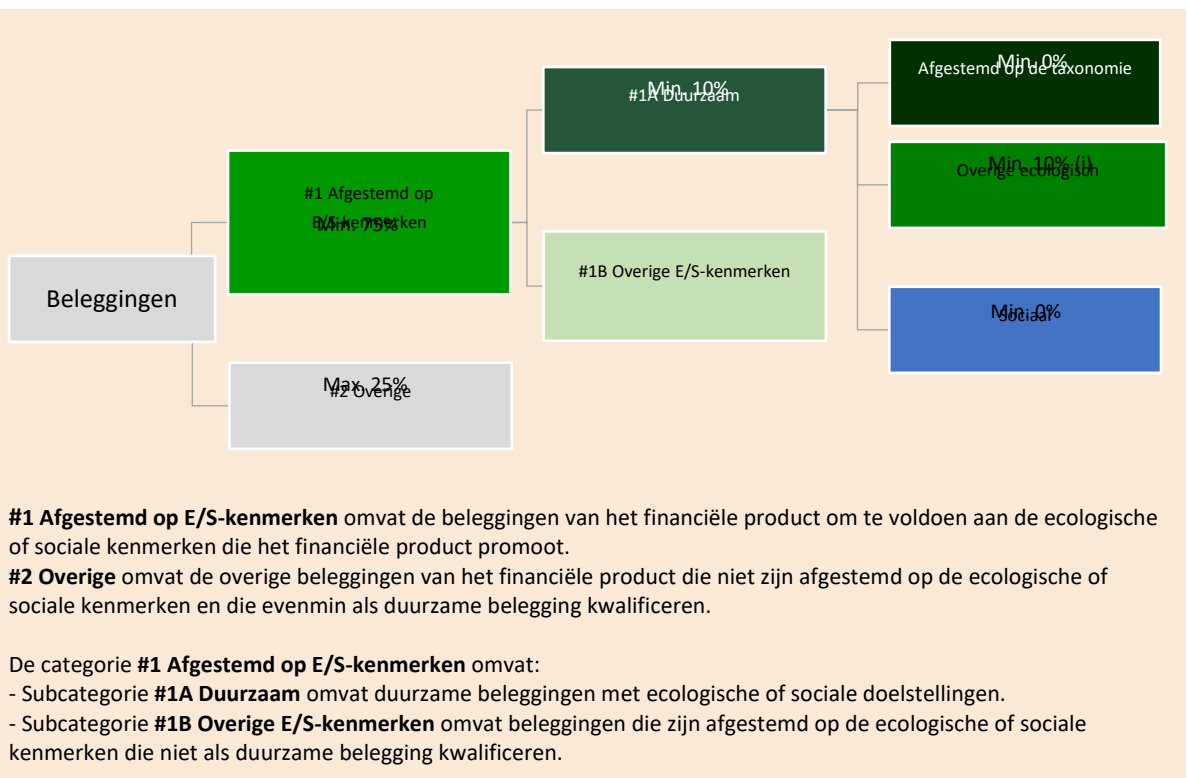 Beleggingen
#1 Afgestemd op
E/S-kenmerken
Min. 75%
Max. 25%
#2 Overige
Min. 10%
#1A Duurzaam
#1B Overige E/S-kenmerken
Min. 0%
Afgestemd op de taxonomie
Min. 10% (i)
Overige ecologisch
Min. 0%
Sociaal
#1 Afgestemd op E/S-kenmerken omvat de beleggingen van het financiële product om te voldoen aan de ecologische
of sociale kenmerken die het financiële product promoot.
#2 Overige omvat de overige beleggingen van het financiële product die niet zijn afgestemd op de ecologische of
sociale kenmerken en die evenmin als duurzame belegging kwalificeren.
De categorie #1 Afgestemd op E/S-kenmerken omvat:
- Subcategorie #1A Duurzaam omvat duurzame beleggingen met ecologische of sociale doelstellingen.
- Subcategorie #1B Overige E/S-kenmerken omvat beleggingen die zijn afgestemd op de ecologische of sociale
kenmerken die niet als duurzame belegging kwalificeren.